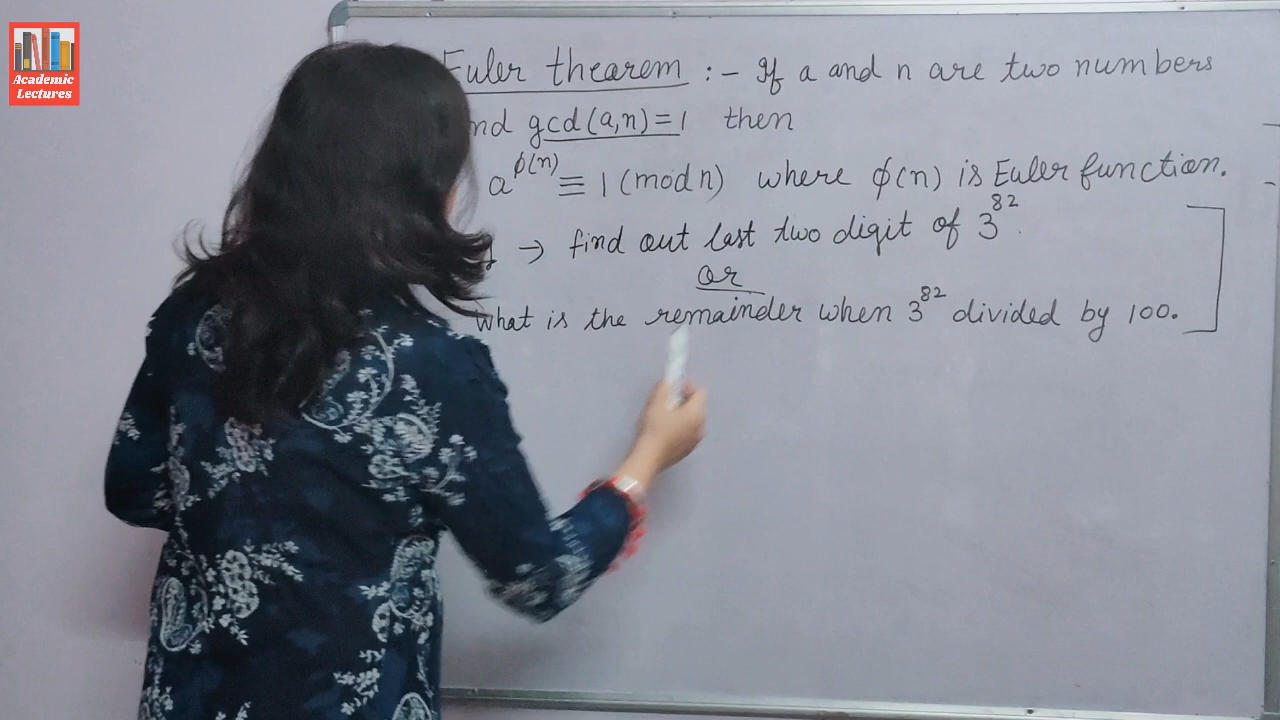 Academic
Lectures
Euler thearem :- If a and n are two numbers
and gcd(a,n)=1 then
a^ϕ(n) ≡ 1 (mod n) where ϕ(n) is Euler function.
→ find out last two digit of 3^82.
or
What is the remainder when 3^82 divided by 100.